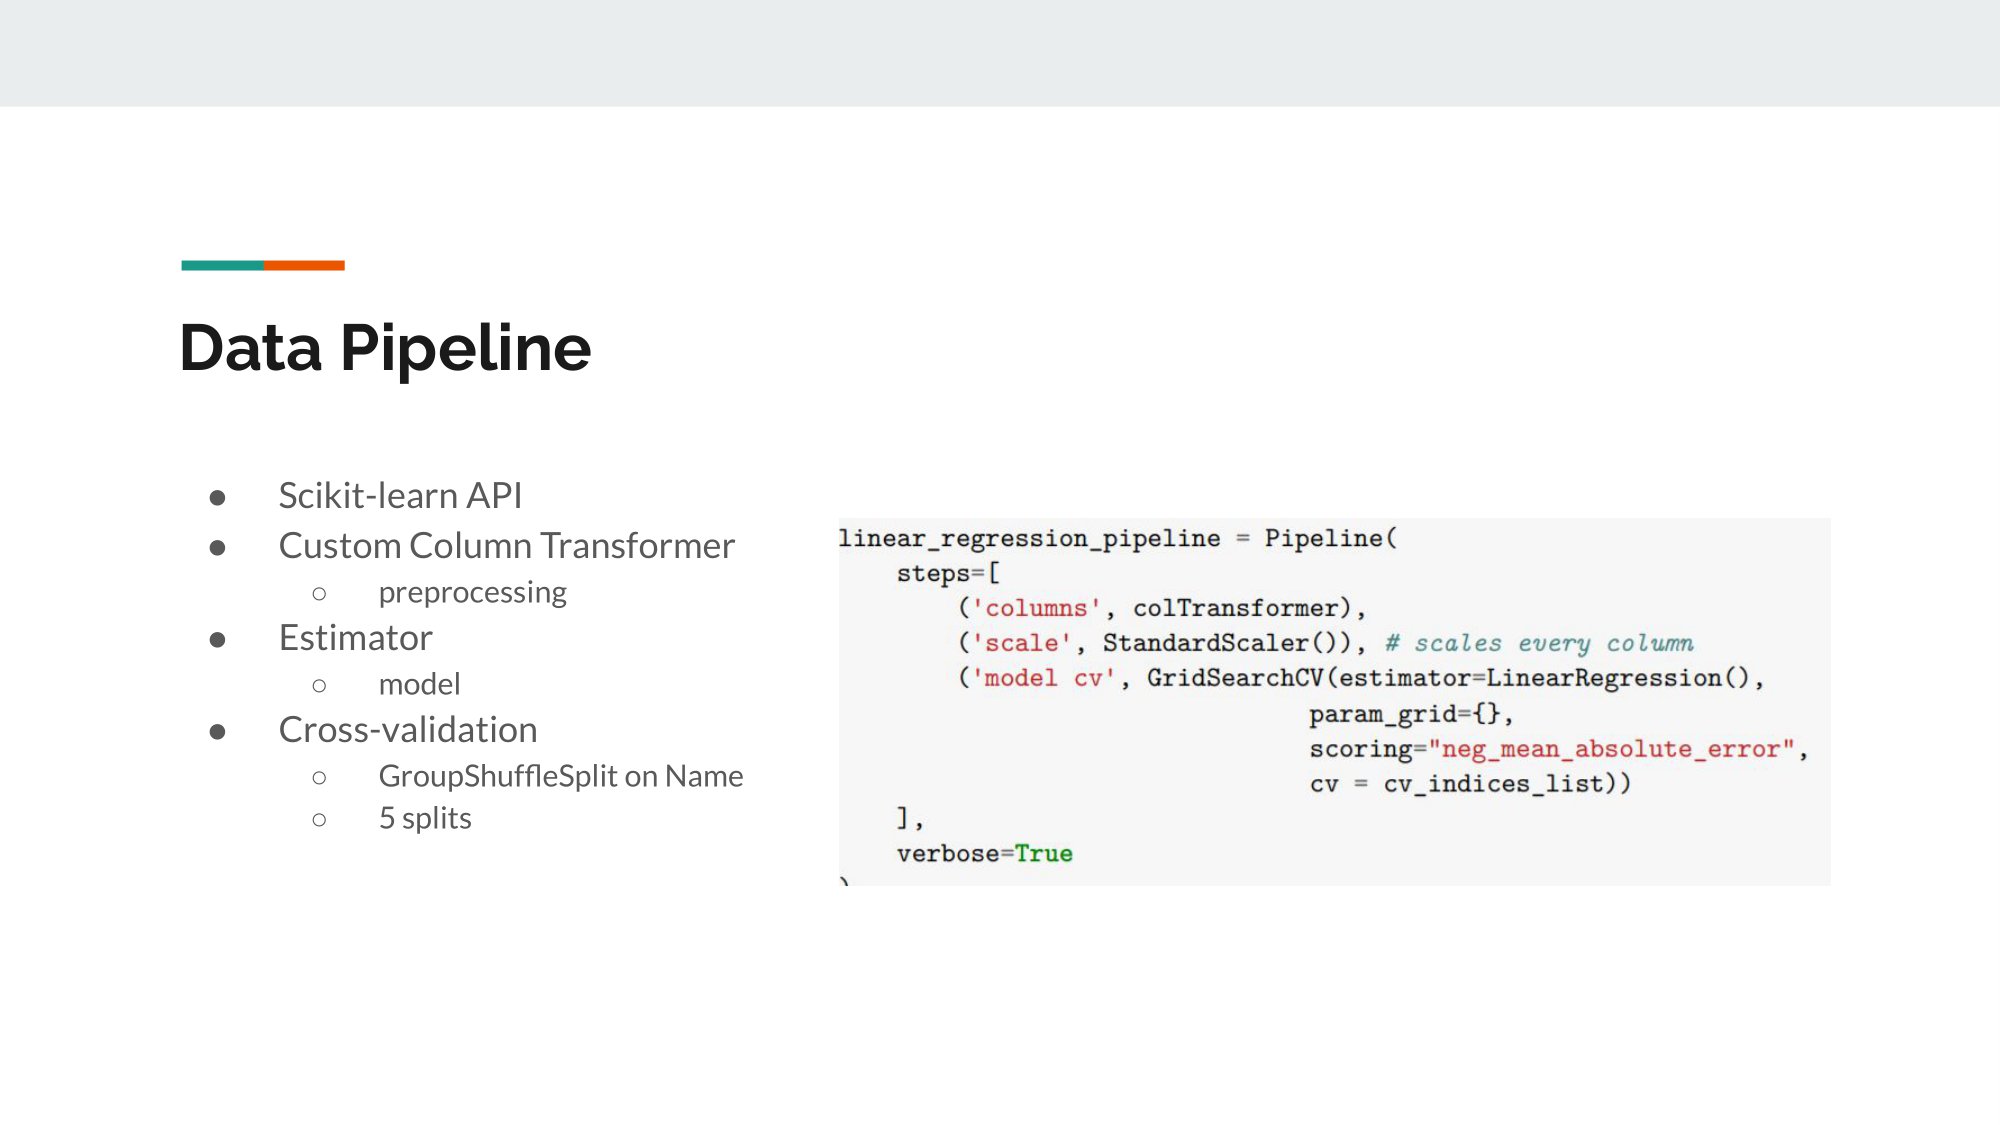 Data Pipeline
● Scikit-learn API
● Custom Column Transformer
○ preprocessing
● Estimator
○ model
● Cross-validation
○ GroupShuffleSplit on Name
○ 5 splits
linear_regression_pipeline = Pipeline(
    steps=[
        ('columns', colTransformer),
        ('scale', StandardScaler()), # scales every column
        ('model cv', GridSearchCV(estimator=LinearRegression(),
                                param_grid={},
                                scoring="neg_mean_absolute_error",
                                cv = cv_indices_list))
    ],
    verbose=True
)